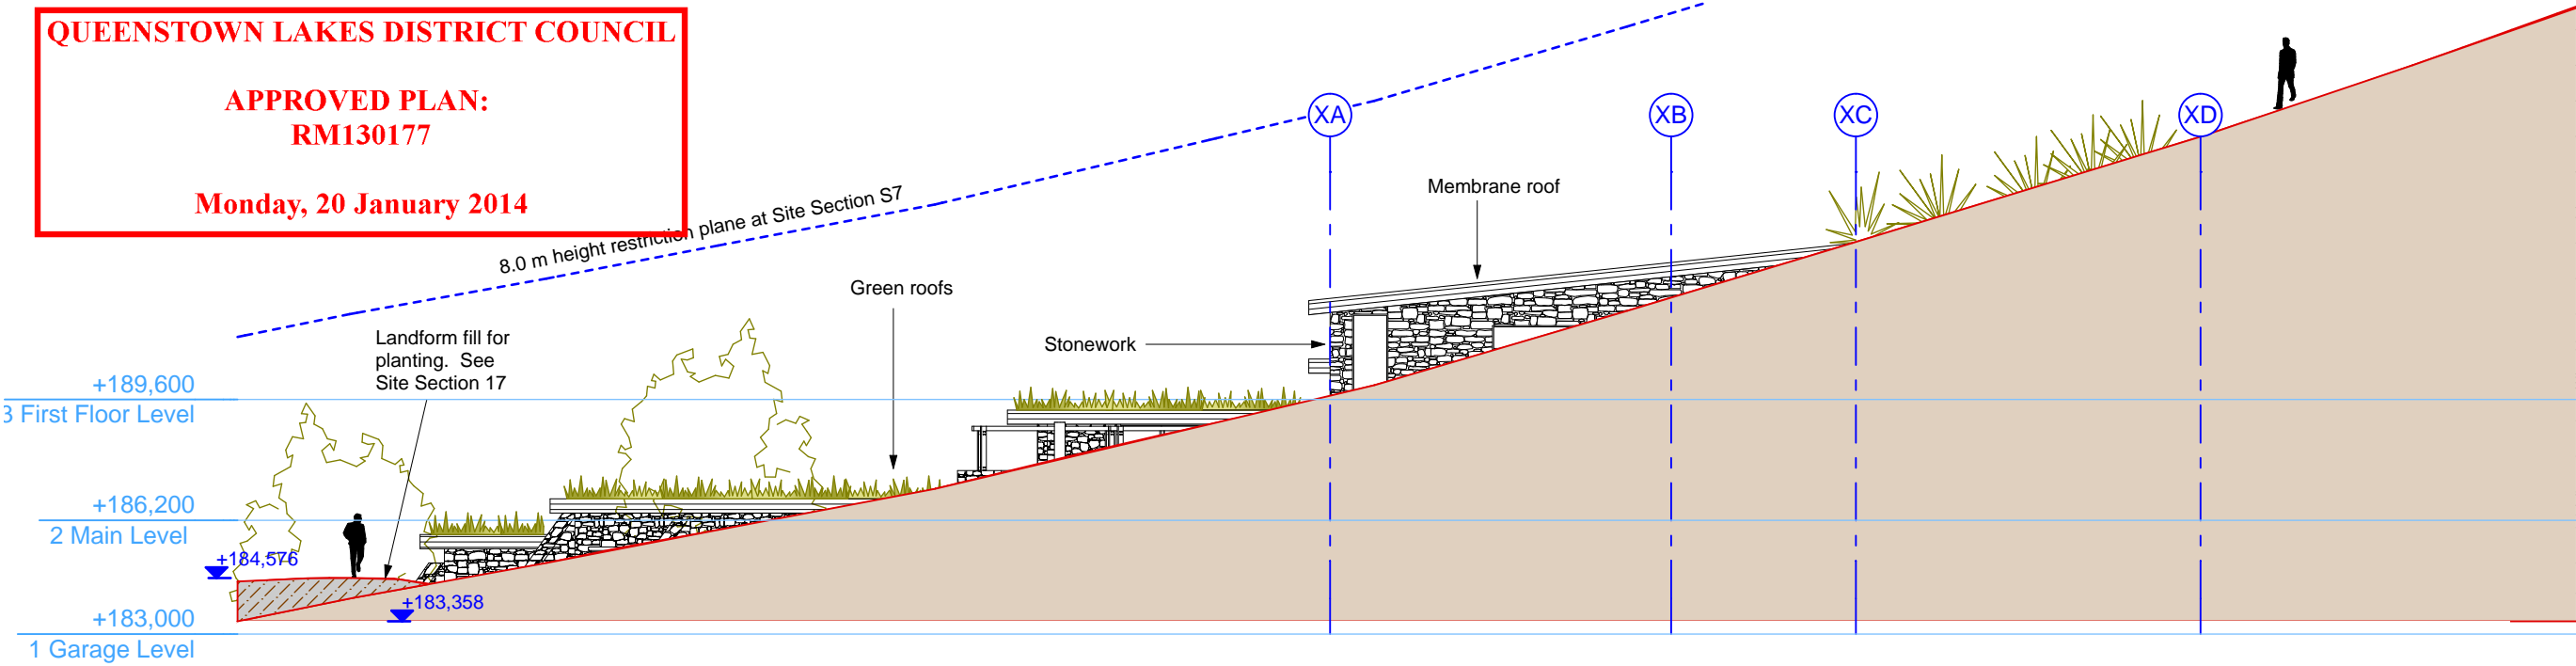 QUEENSTOWN LAKES DISTRICT COUNCIL
APPROVED PLAN:
RM130177
Monday, 20 January 2014
8.0 m height restriction plane at Site Section S7
XA
XB
XC
XD
Membrane roof
Green roofs
Stonework
Landform fill for
planting. See
Site Section 17
+189,600
3 First Floor Level
+186,200
2 Main Level
+184,576
+183,358
+183,000
1 Garage Level